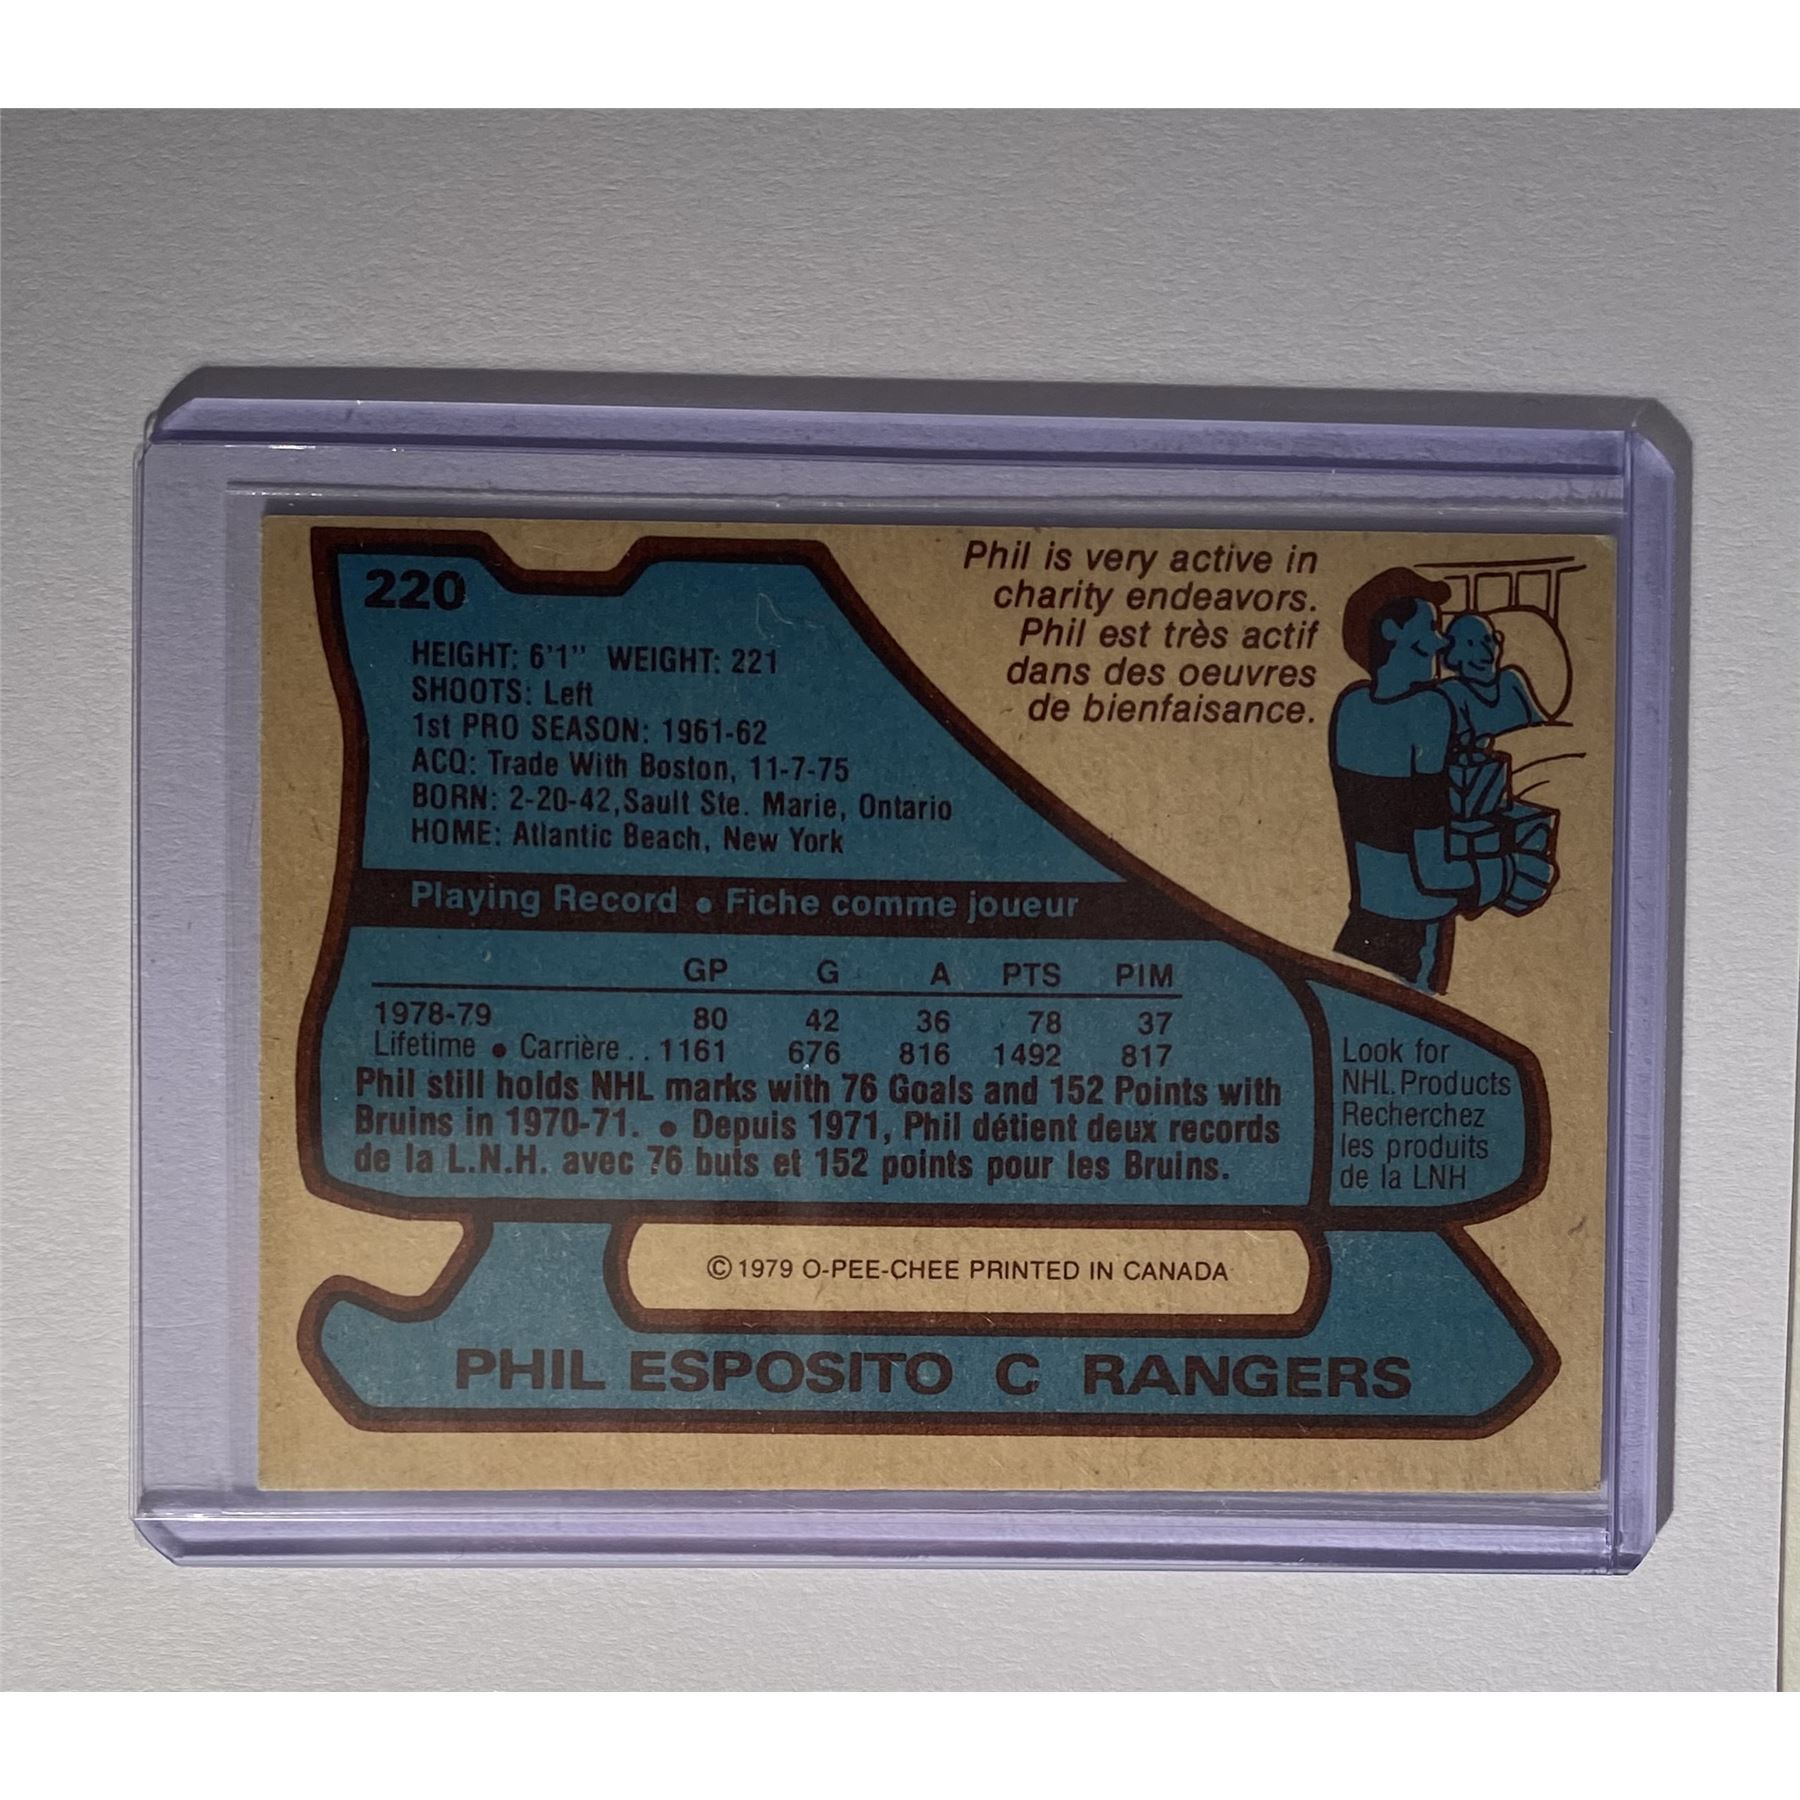 220
HEIGHT: 6'1" WEIGHT: 221
SHOOTS: Left
1st PRO SEASON: 1961-62
ACQ: Trade With Boston, 11-7-75
BORN: 2-20-42, Sault Ste. Marie, Ontario
HOME: Atlantic Beach, New York
Phil is very active in
charity endeavors.
Phil est très actif
dans des oeuvres
de bienfaisance.
Playing Record • Fiche comme joueur
GP G A PTS PIM
1978-79 80 42 36 78 37
Lifetime • Carrière .. 1161 676 816 1492 817
Phil still holds NHL marks with 76 Goals and 152 Points with
Bruins in 1970-71. • Depuis 1971, Phil détient deux records
de la L.N.H. avec 76 buts et 152 points pour les Bruins.
Look for
NHL Products
Recherchez
les produits
de la LNH
© 1979 O-PEE-CHEE PRINTED IN CANADA
PHIL ESPOSITO C RANGERS